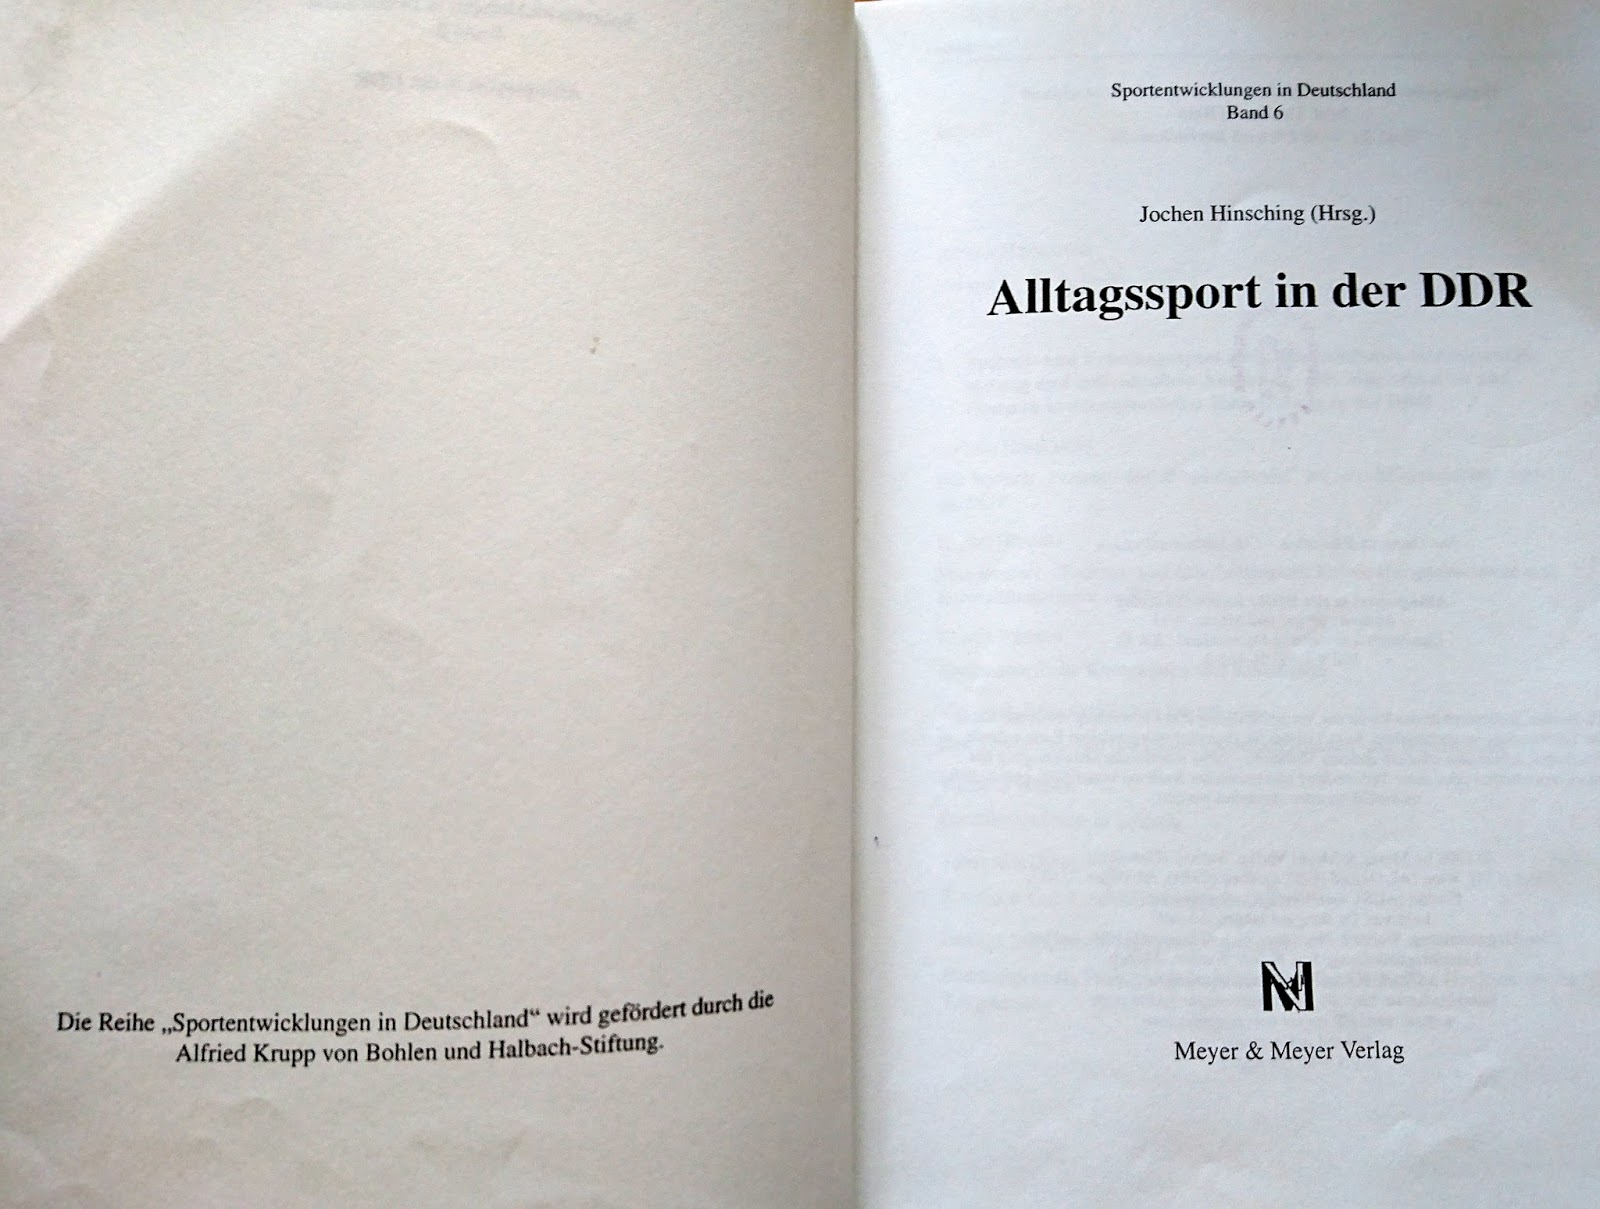 Die Reihe „Sportentwicklungen in Deutschland“ wird gefördert durch die
Alfried Krupp von Bohlen und Halbach-Stiftung.
Sportentwicklungen in Deutschland
Band 6
Jochen Hinsching (Hrsg.)
Alltagssport in der DDR
Meyer & Meyer Verlag